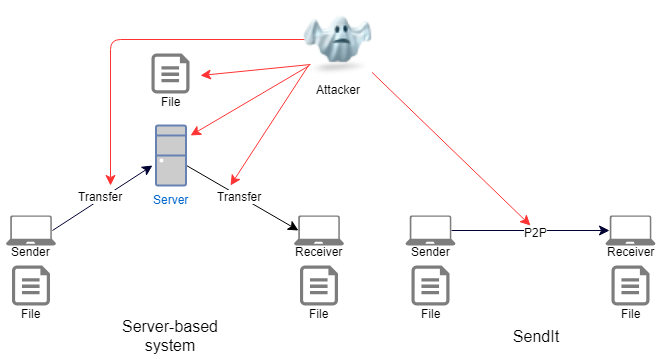 Attacker
File
Transfer
Server
Transfer
Sender
Receiver
File
File
Server-based
system
Sender
P2P
Receiver
File
File
SendIt